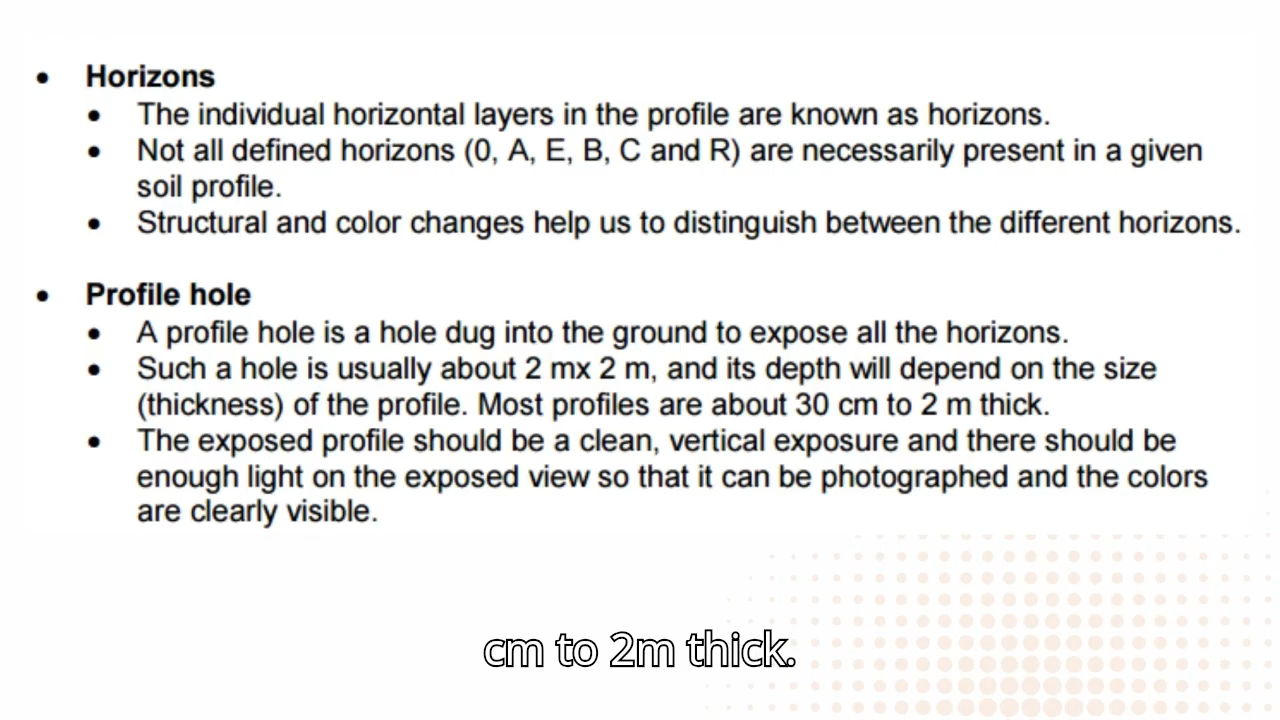 • Horizons
• The individual horizontal layers in the profile are known as horizons.
• Not all defined horizons (0, A, E, B, C and R) are necessarily present in a given
soil profile.
• Structural and color changes help us to distinguish between the different horizons.
• Profile hole
• A profile hole is a hole dug into the ground to expose all the horizons.
• Such a hole is usually about 2 mx 2 m, and its depth will depend on the size
(thickness) of the profile. Most profiles are about 30 cm to 2 m thick.
• The exposed profile should be a clean, vertical exposure and there should be
enough light on the exposed view so that it can be photographed and the colors
are clearly visible.
cm to 2m thick.